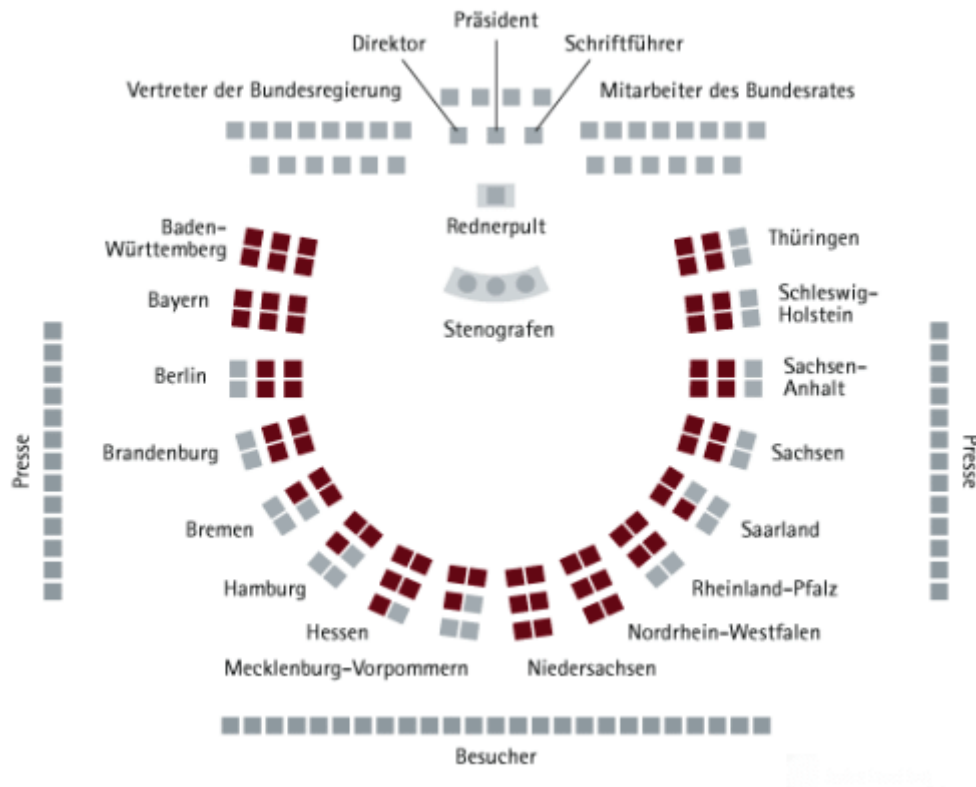 Präsident
Direktor
Schriftführer
Vertreter der Bundesregierung
Mitarbeiter des Bundesrates
Rednerpult
Stenografen
Baden-
Württemberg
Bayern
Berlin
Brandenburg
Bremen
Hamburg
Hessen
Mecklenburg-Vorpommern
Niedersachsen
Nordrhein-Westfalen
Rheinland-Pfalz
Saarland
Sachsen
Sachsen-
Anhalt
Schleswig-
Holstein
Thüringen
Presse
Presse
Besucher